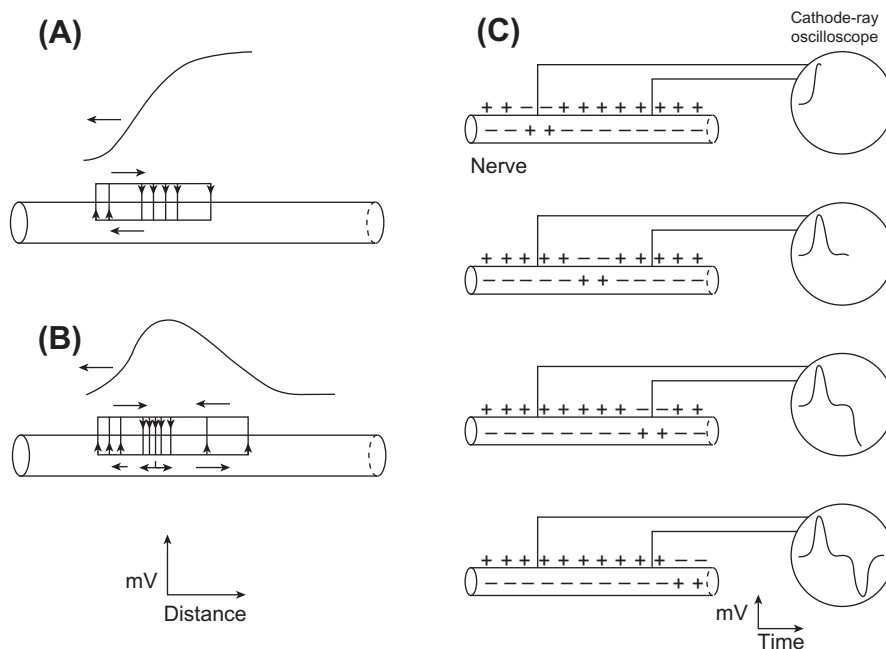 (A)
(B)
mV
Distance
(C)
Cathode-ray
oscilloscope
+ + − − + + + + + + + +
− − + + − − − − − − − −
Nerve
+ + + + + − − + + + + +
− − − − − + + − − − − −
+ + + + + + + + − − + +
− − − − − − − − + + − −
+ + + + + + + + + + − −
− − − − − − − − − − + +
mV
Time